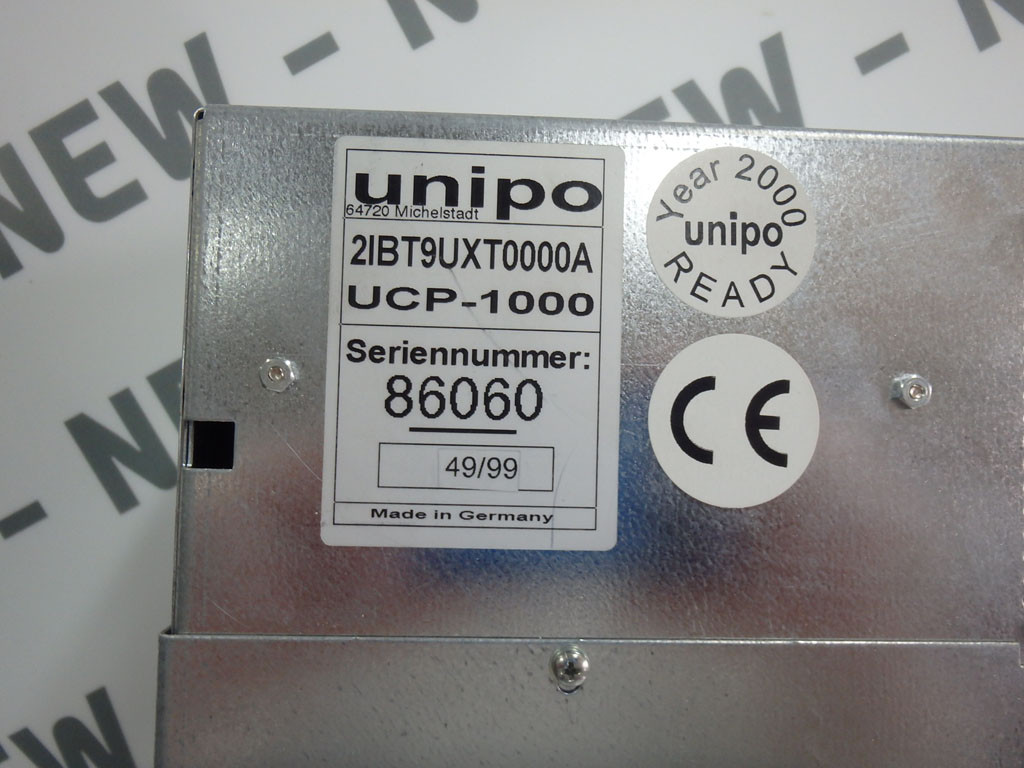 NEW -
NEW -
- N
unipo
64720 Michelstadt
2IBT9UXT0000A
UCP-1000
Seriennummer:
86060
49/99
Made in Germany
Year 2000
unipo
READY
CE